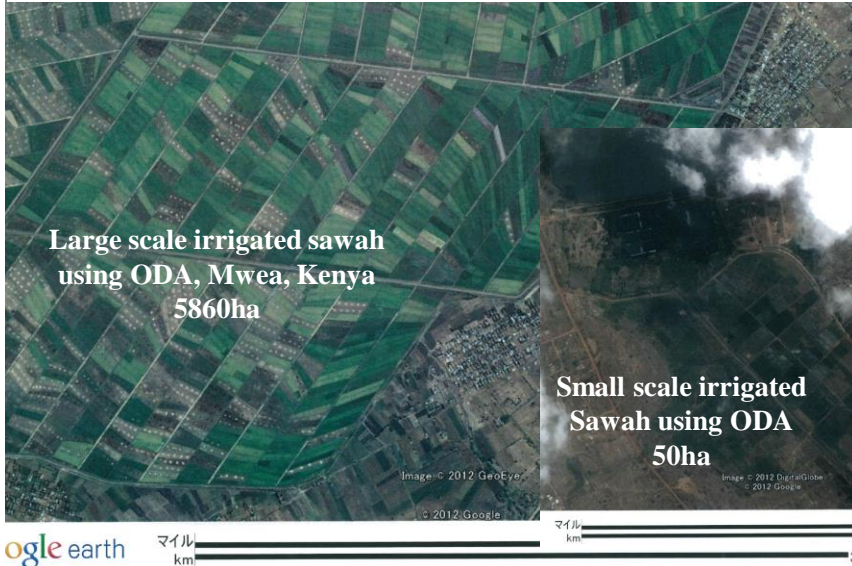 Large scale irrigated sawah
using ODA, Mwea, Kenya
5860ha
Small scale irrigated
Sawah using ODA
50ha
Image © 2012 GeoEye
© 2012 Google
Image © 2012 DigitalGlobe
© 2012 Google
ogle earth
マイル
km
マイル
km